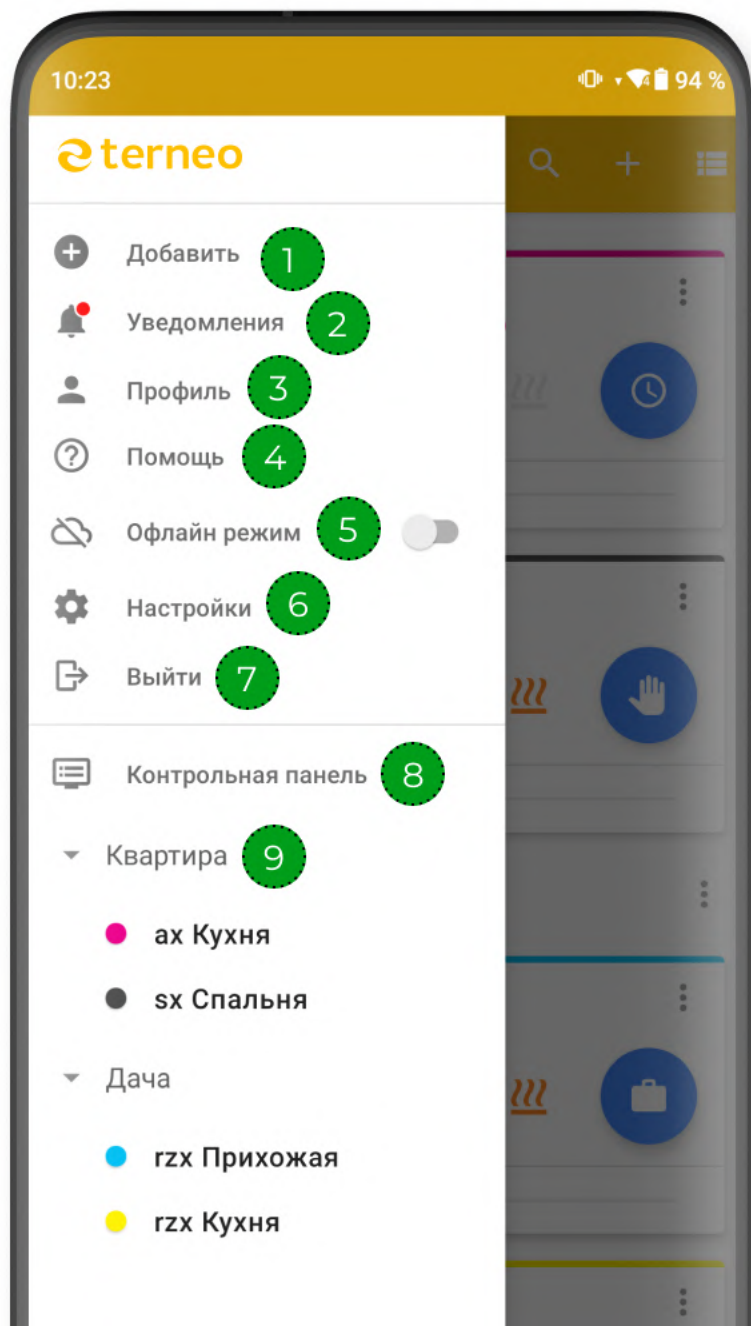 10:23 94 %
terneo
Добавить 1
Уведомления 2
Профиль 3
Помощь 4
Офлайн режим 5
Настройки 6
Выйти 7
Контрольная панель 8
Квартира 9
ax Кухня
sx Спальня
Дача
rzx Прихожая
rzx Кухня